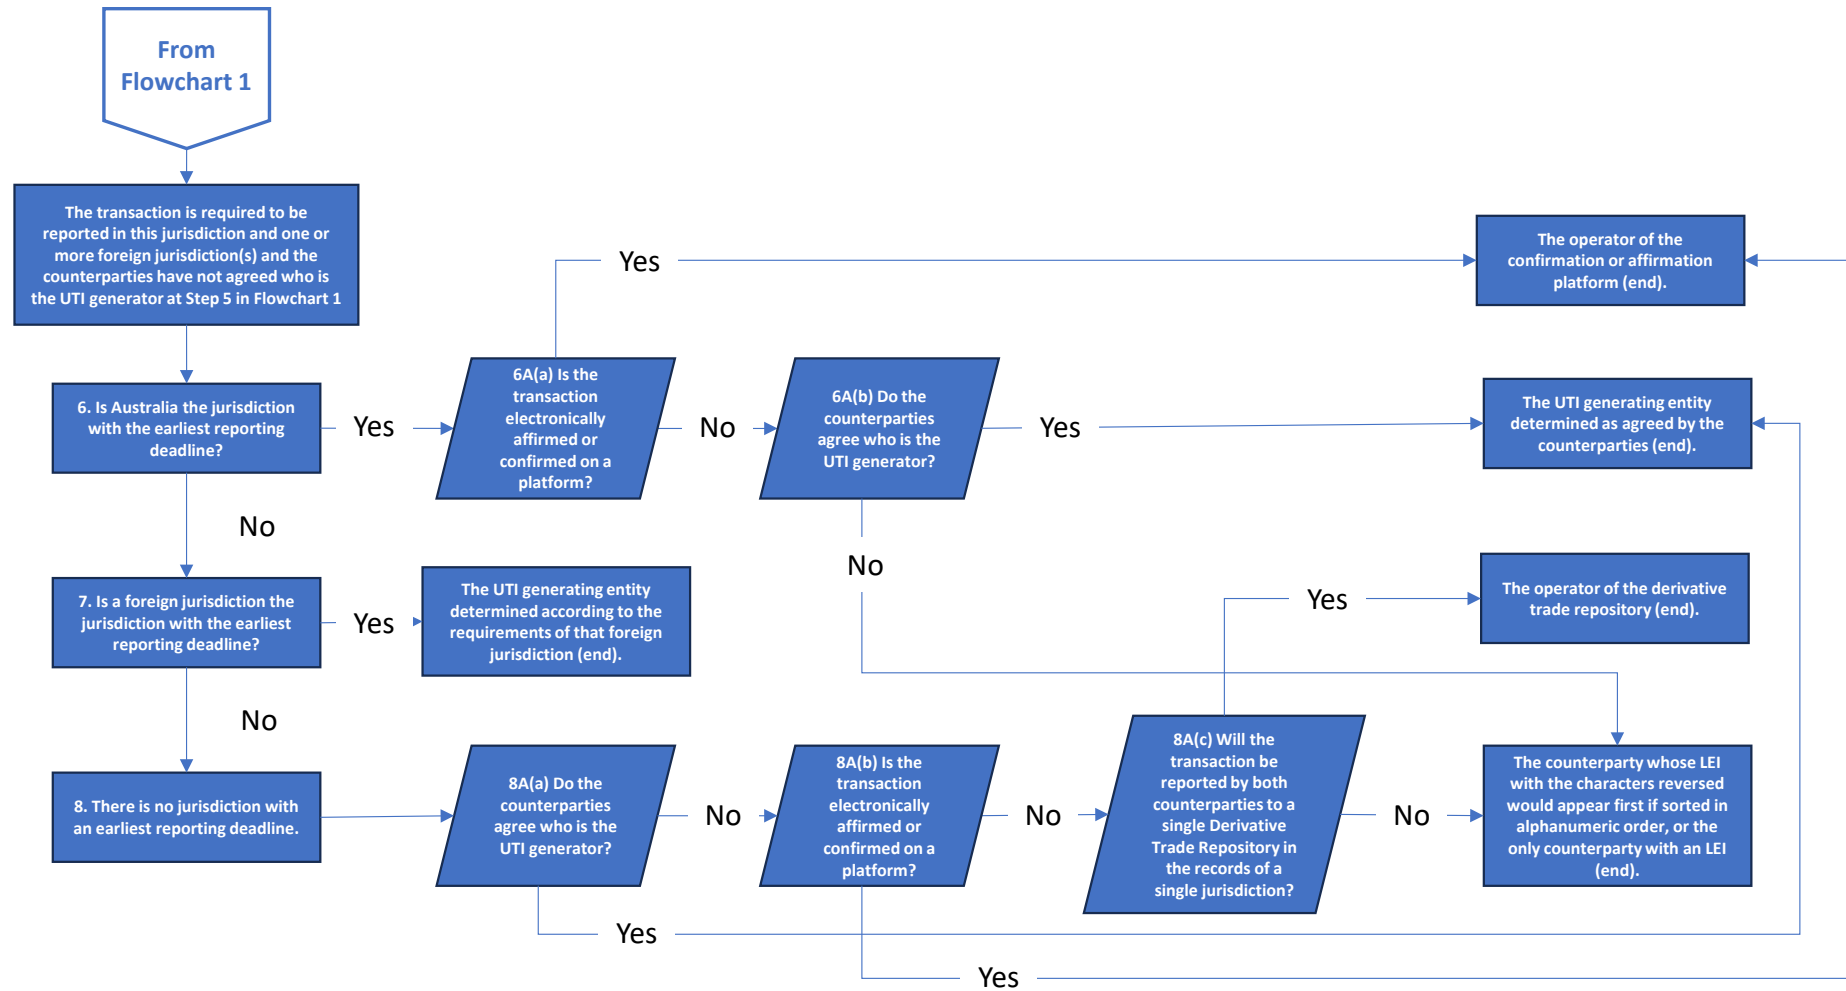 From
Flowchart 1
The transaction is required to be
reported in this jurisdiction and one or
more foreign jurisdiction(s) and the
counterparties have not agreed who is
the UTI generator at Step 5 in Flowchart 1
Yes
The operator of the
confirmation or affirmation
platform (end).
6. Is Australia the jurisdiction
with the earliest reporting
deadline?
Yes
6A(a) Is the
transaction
electronically
affirmed or
confirmed on a
platform?
No
6A(b) Do the
counterparties
agree who is the
UTI generator?
Yes
The UTI generating entity
determined as agreed by the
counterparties (end).
No
No
7. Is a foreign jurisdiction the
jurisdiction with the earliest
reporting deadline?
Yes
The UTI generating entity
determined according to the
requirements of that foreign
jurisdiction (end).
Yes
The operator of the derivative
trade repository (end).
No
8. There is no jurisdiction with
an earliest reporting deadline.
8A(a) Do the
counterparties
agree who is the
UTI generator?
No
8A(b) Is the
transaction
electronically
affirmed or
confirmed on a
platform?
No
8A(c) Will the
transaction be
reported by both
counterparties to a
single Derivative
Trade Repository in
the records of a
single jurisdiction?
No
The counterparty whose LEI
with the characters reversed
would appear first if sorted in
alphanumeric order, or the
only counterparty with an LEI
(end).
Yes
Yes